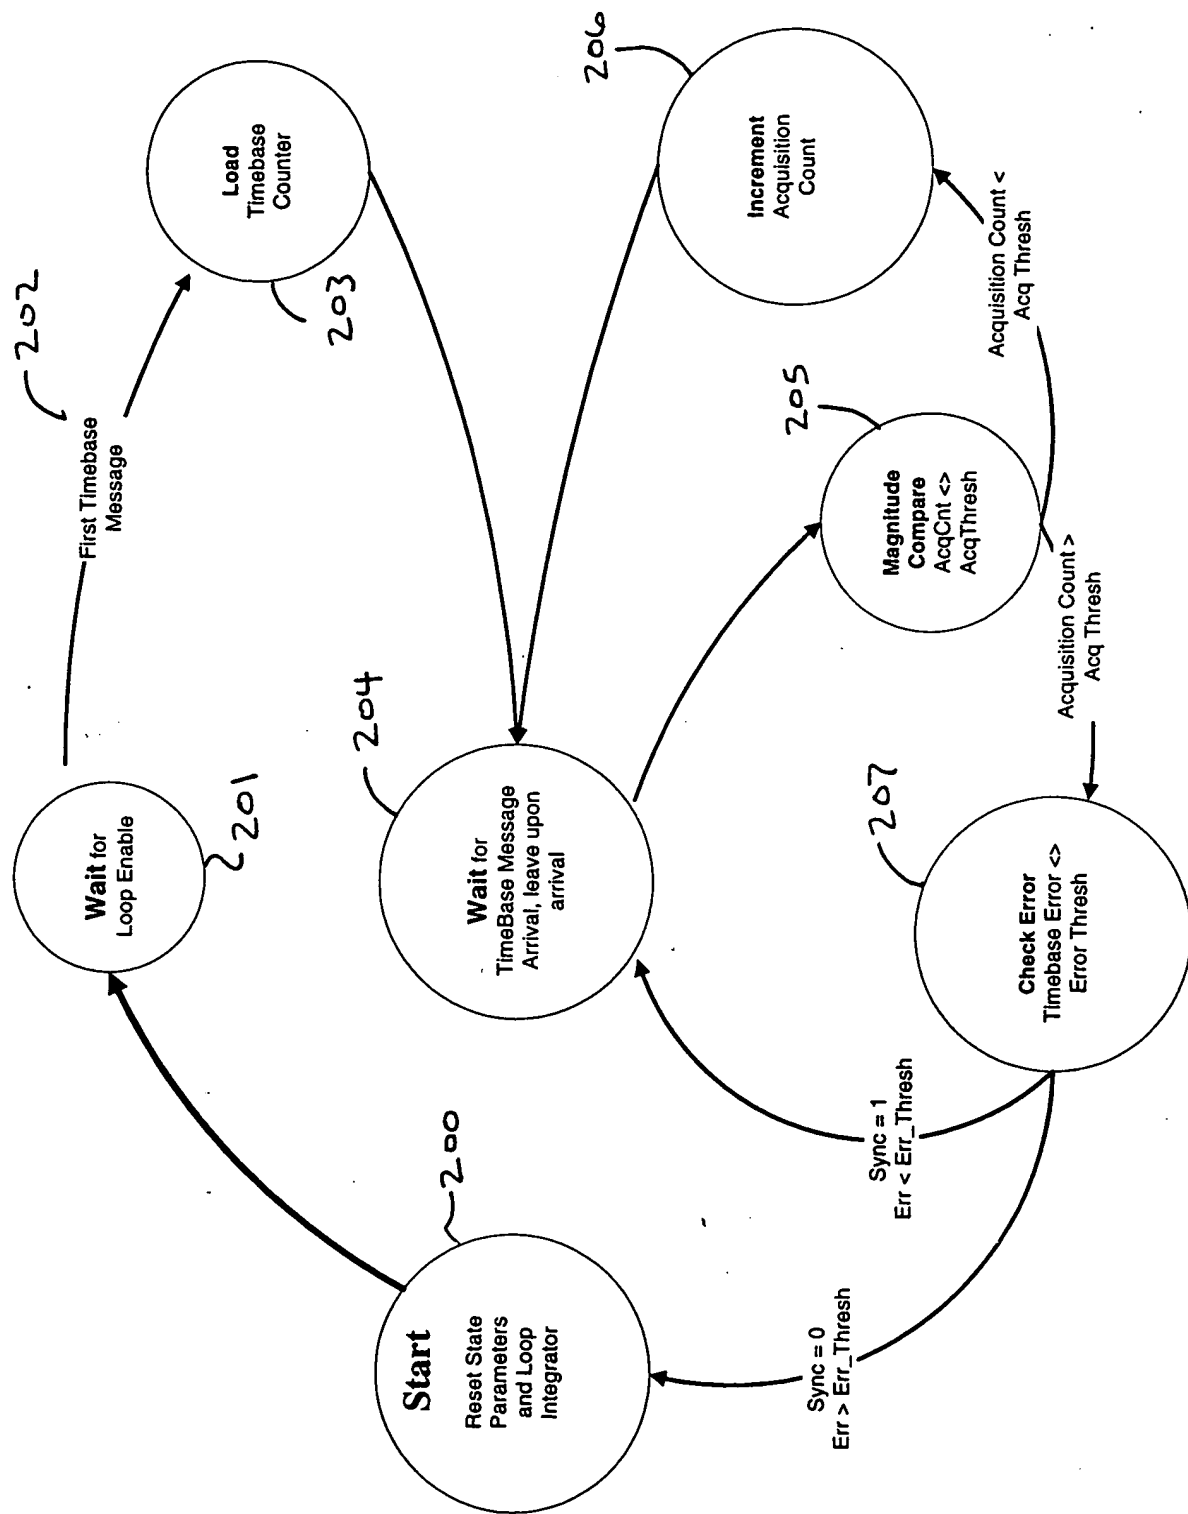 Start
Reset State
Parameters
and Loop
Integrator
200
Wait for
Loop Enable
201
First Timebase
Message
202
Load
Timebase
Counter
203
Wait for
TimeBase Message
Arrival, leave upon
arrival
204
Magnitude
Compare
AcqCnt <>
AcqThresh
205
Acquisition Count <
Acq Thresh
Increment
Acquisition
Count
206
Acquisition Count >
Acq Thresh
Check Error
Timebase Error <>
Error Thresh
207
Sync = 1
Err < Err_Thresh
Sync = 0
Err > Err_Thresh